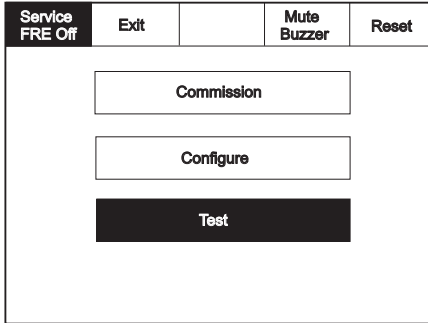 Service
FRE Off
Exit
Mute
Buzzer
Reset
Commission
Configure
Test